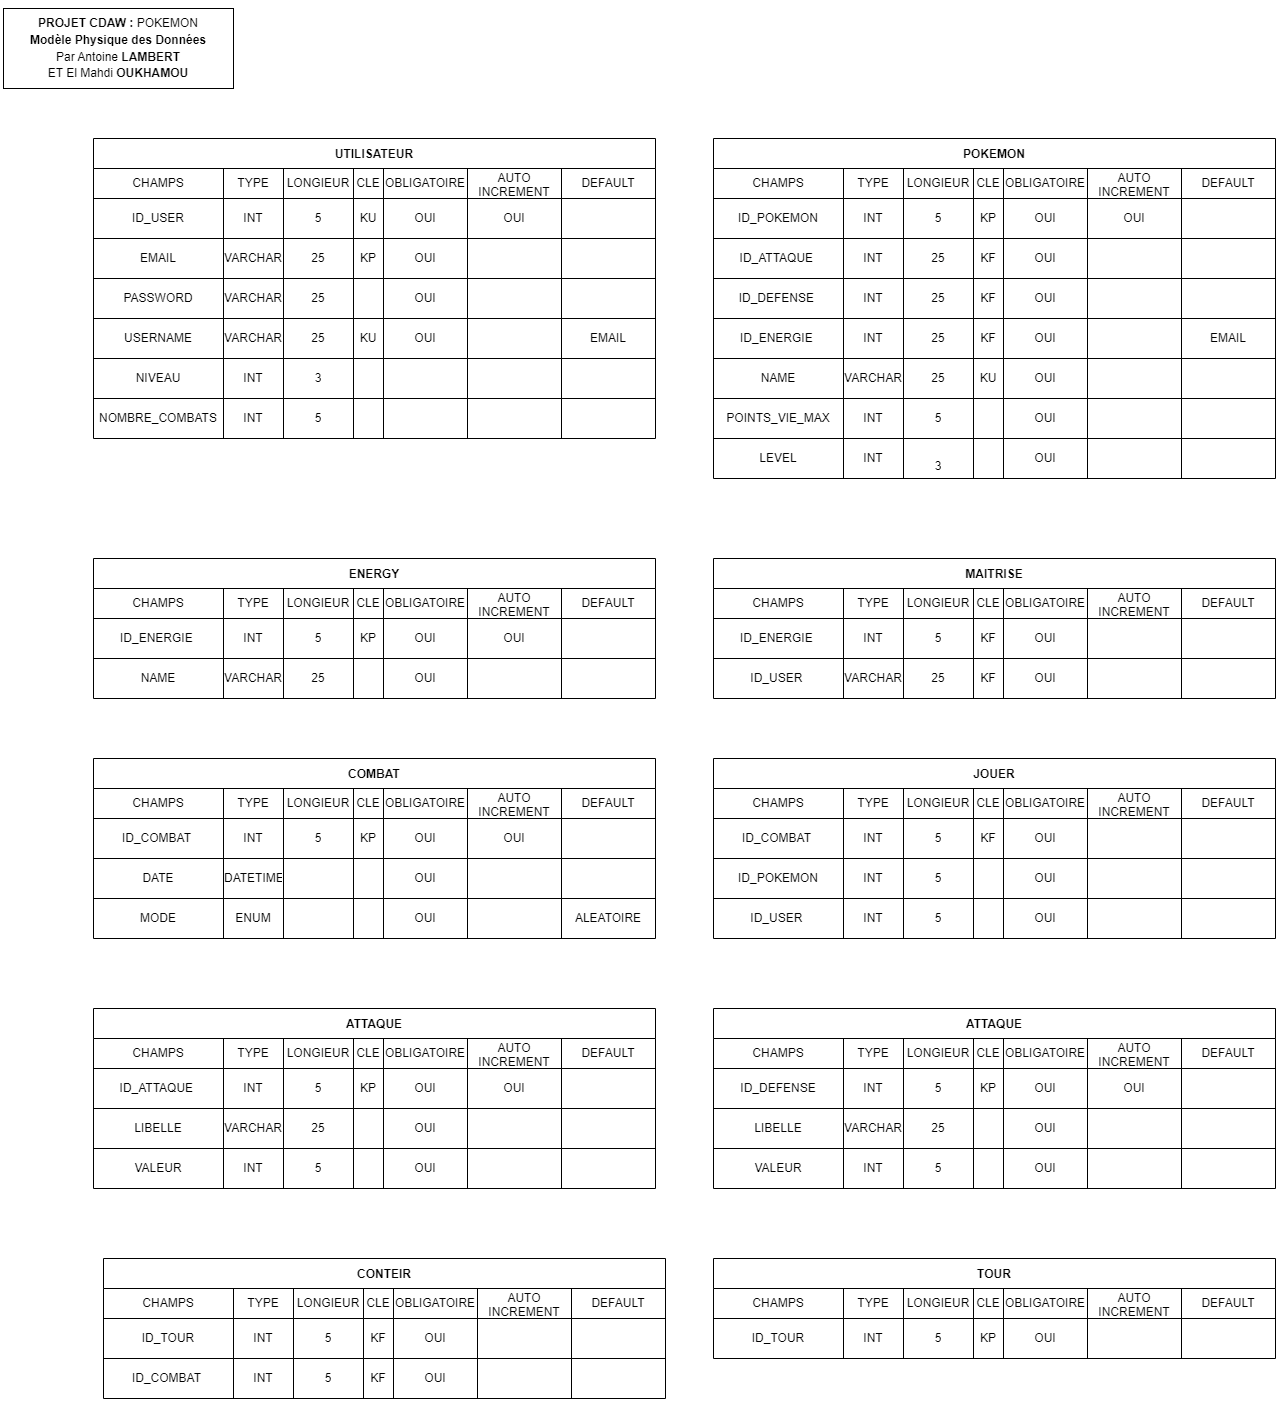 PROJET CDAW : POKEMON
Modèle Physique des Données
Par Antoine LAMBERT
ET El Mahdi OUKHAMOU
UTILISATEUR
CHAMPS TYPE LONGIEUR CLE OBLIGATOIRE AUTO INCREMENT DEFAULT
ID_USER INT 5 KU OUI OUI
EMAIL VARCHAR 25 KP OUI
PASSWORD VARCHAR 25 OUI
USERNAME VARCHAR 25 KU OUI EMAIL
NIVEAU INT 3
NOMBRE_COMBATS INT 5
POKEMON
CHAMPS TYPE LONGIEUR CLE OBLIGATOIRE AUTO INCREMENT DEFAULT
ID_POKEMON INT 5 KP OUI OUI
ID_ATTAQUE INT 25 KF OUI
ID_DEFENSE INT 25 KF OUI
ID_ENERGIE INT 25 KF OUI EMAIL
NAME VARCHAR 25 KU OUI
POINTS_VIE_MAX INT 5 OUI
LEVEL INT 3 OUI
ENERGY
CHAMPS TYPE LONGIEUR CLE OBLIGATOIRE AUTO INCREMENT DEFAULT
ID_ENERGIE INT 5 KP OUI OUI
NAME VARCHAR 25 OUI
MAITRISE
CHAMPS TYPE LONGIEUR CLE OBLIGATOIRE AUTO INCREMENT DEFAULT
ID_ENERGIE INT 5 KF OUI
ID_USER VARCHAR 25 KF OUI
COMBAT
CHAMPS TYPE LONGIEUR CLE OBLIGATOIRE AUTO INCREMENT DEFAULT
ID_COMBAT INT 5 KP OUI OUI
DATE DATETIME OUI
MODE ENUM OUI ALEATOIRE
JOUER
CHAMPS TYPE LONGIEUR CLE OBLIGATOIRE AUTO INCREMENT DEFAULT
ID_COMBAT INT 5 KF OUI
ID_POKEMON INT 5 OUI
ID_USER INT 5 OUI
ATTAQUE
CHAMPS TYPE LONGIEUR CLE OBLIGATOIRE AUTO INCREMENT DEFAULT
ID_ATTAQUE INT 5 KP OUI OUI
LIBELLE VARCHAR 25 OUI
VALEUR INT 5 OUI
ATTAQUE
CHAMPS TYPE LONGIEUR CLE OBLIGATOIRE AUTO INCREMENT DEFAULT
ID_DEFENSE INT 5 KP OUI OUI
LIBELLE VARCHAR 25 OUI
VALEUR INT 5 OUI
CONTEIR
CHAMPS TYPE LONGIEUR CLE OBLIGATOIRE AUTO INCREMENT DEFAULT
ID_TOUR INT 5 KF OUI
ID_COMBAT INT 5 KF OUI
TOUR
CHAMPS TYPE LONGIEUR CLE OBLIGATOIRE AUTO INCREMENT DEFAULT
ID_TOUR INT 5 KP OUI